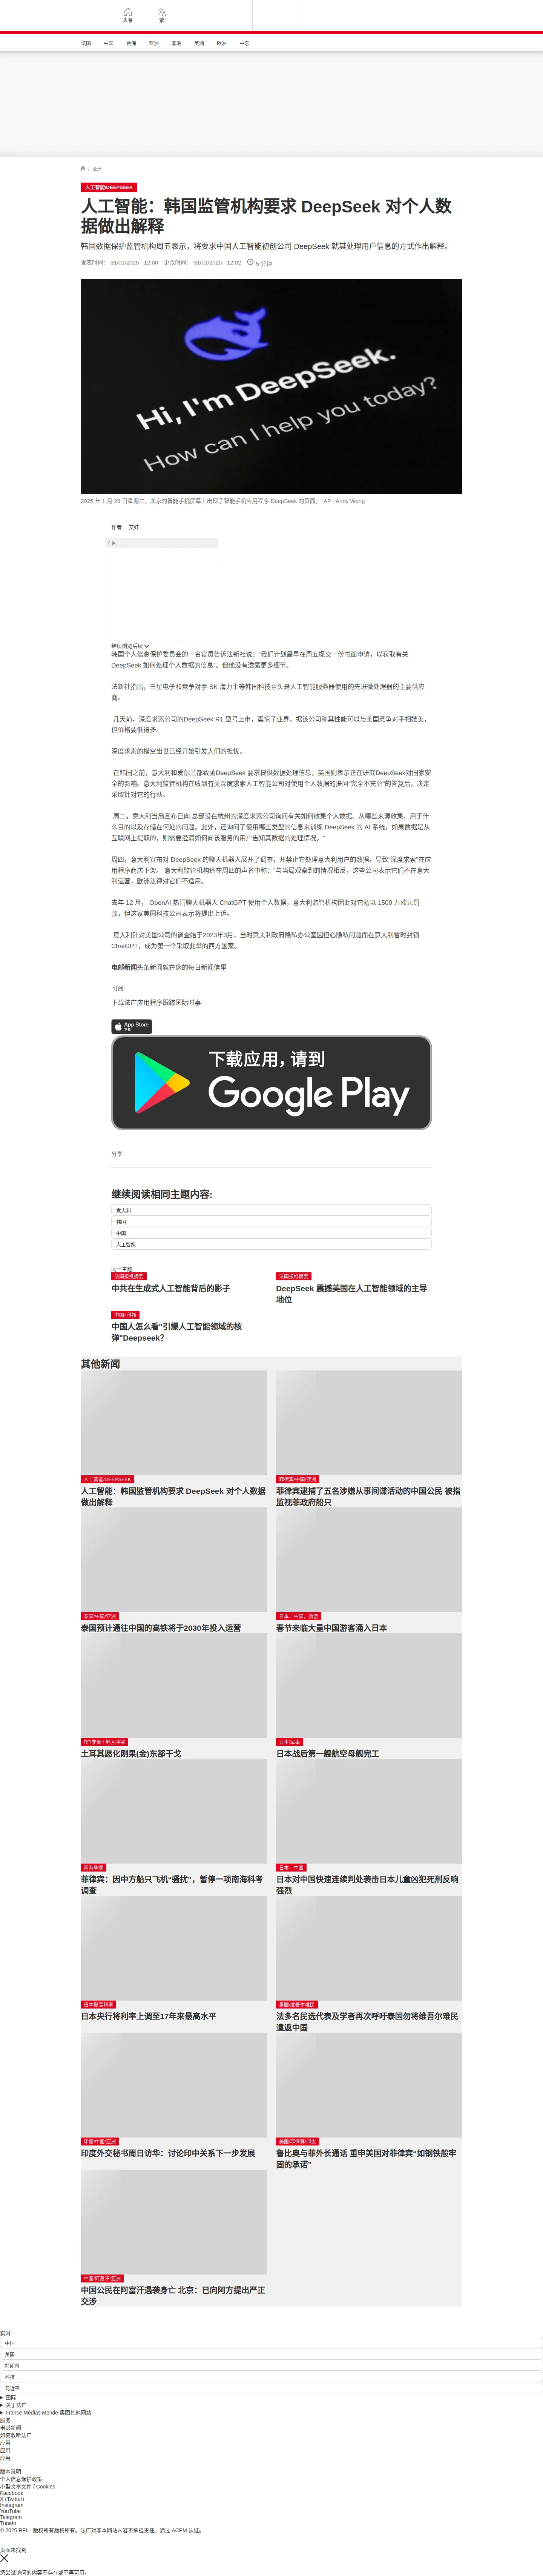 头条
繁
法国
中国
台海
亚洲
非洲
美洲
欧洲
中东
/ 亚洲
人工智能/DEEPSEEK
人工智能：韩国监管机构要求 DeepSeek 对个人数
据做出解释
韩国数据保护监管机构周五表示，将要求中国人工智能初创公司 DeepSeek 就其处理用户信息的方式作出解释。
发表时间： 31/01/2025 - 12:00 更改时间： 31/01/2025 - 12:02 5 分钟
Hi, I'm DeepSeek.
How can I help you today?
2025 年 1 月 28 日星期二，北京的智能手机屏幕上出现了智能手机应用程序 DeepSeek 的页面。 AP - Andy Wong
作者： 艾娃
广告
继续浏览后续
韩国个人信息保护委员会的一名官员告诉法新社说：“我们计划最早在周五提交一份书面申请，以获取有关
DeepSeek 如何处理个人数据的信息”。但他没有透露更多细节。
法新社指出，三星电子和竞争对手 SK 海力士等韩国科技巨头是人工智能服务器使用的先进微处理器的主要供应
商。
几天前，深度求索公司的DeepSeek R1 型号上市，震惊了业界，据该公司称其性能可以与美国竞争对手相媲美，
但价格要低得多。
深度求索的横空出世已经开始引发人们的担忧。
在韩国之前，意大利和爱尔兰都致函DeepSeek 要求提供数据处理信息，英国则表示正在研究DeepSeek对国家安
全的影响。意大利监管机构在收到有关深度求索人工智能公司对使用个人数据的提问“完全不充分”的答复后，决定
采取针对它的行动。
周二，意大利当局宣布已向 总部设在杭州的深度求索公司询问有关如何收集个人数据、从哪些来源收集、用于什
么目的以及存储在何处的问题。此外，还询问了使用哪些类型的信息来训练 DeepSeek 的 AI 系统，如果数据是从
互联网上提取的，则需要澄清如何向该服务的用户告知其数据的处理情况。”
周四，意大利宣布对 DeepSeek 的聊天机器人展开了调查，并禁止它处理意大利用户的数据，导致“深度求索”在应
用程序商店下架。 意大利监管机构还在周四的声名中称：“与当局观察到的情况相反，这些公司表示它们不在意大
利运营，欧洲法律对它们不适用。
去年 12 月， OpenAI 热门聊天机器人 ChatGPT 使用个人数据，意大利监管机构因此对它初以 1500 万欧元罚
款，但这家美国科技公司表示将提出上诉。
意大利针对美国公司的调查始于2023年3月，当时意大利政府隐私办公室因担心隐私问题而在意大利暂时封锁
ChatGPT，成为第一个采取此举的西方国家。
电邮新闻头条新闻就在您的每日新闻信里
订阅
下载法广应用程序跟踪国际时事
App Store
下载
下载应用，请到
Google Play
分享 :
继续阅读相同主题内容:
意大利
韩国
中国
人工智能
同一主题
法国报纸摘要
中共在生成式人工智能背后的影子
法国报纸摘要
DeepSeek 震撼美国在人工智能领域的主导
地位
中国/ 科技
中国人怎么看"引爆人工智能领域的核
弹"Deepseek？
其他新闻
人工智能/DEEPSEEK
人工智能：韩国监管机构要求 DeepSeek 对个人数据
做出解释
菲律宾/中国/亚洲
菲律宾逮捕了五名涉嫌从事间谍活动的中国公民 被指
监视菲政府船只
泰国/中国/亚洲
泰国预计通往中国的高铁将于2030年投入运营
日本，中国，旅游
春节来临大量中国游客涌入日本
RFI非洲 / 地区冲突
土耳其愿化刚果(金)东部干戈
日本/军事
日本战后第一艘航空母舰完工
南海争端
菲律宾：因中方船只飞机“骚扰”，暂停一项南海科考
调查
日本，中国
日本对中国快速连续判处袭击日本儿童凶犯死刑反响
强烈
日本提高利率
日本央行将利率上调至17年来最高水平
泰国/维吾尔难民
法多名民选代表及学者再次呼吁泰国勿将维吾尔难民
遣返中国
印度/中国/亚洲
印度外交秘书周日访华：讨论印中关系下一步发展
美国/菲律宾/印太
鲁比奥与菲外长通话 重申美国对菲律宾“如钢铁般牢
固的承诺”
中国/阿富汗/亚洲
中国公民在阿富汗遇袭身亡 北京：已向阿方提出严正
交涉
实时
中国
美国
特朗普
科技
习近平
国际
关于法广
France Médias Monde 集团其他网站
服务
电邮新闻
如何收听法广
应用
应用
应用
版本说明
个人信息保护政策
小型文本文件 / Cookies
Facebook
X (Twitter)
Instagram
YouTube
Telegram
TuneIn
© 2025 RFI – 版权所有版权所有。法广对非本网站内容不承担责任。通过 ACPM 认证。
页面未找到
您尝试访问的内容不存在或不再可用。